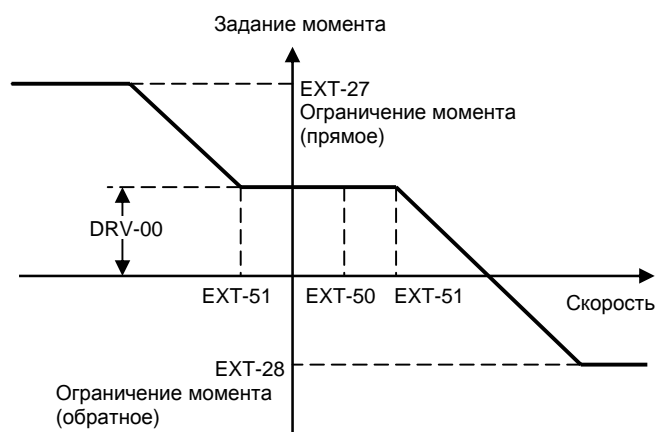 Задание момента
EXT-27
Ограничение момента
(прямое)
DRV-00
EXT-51
EXT-50
EXT-51
Скорость
EXT-28
Ограничение момента
(обратное)